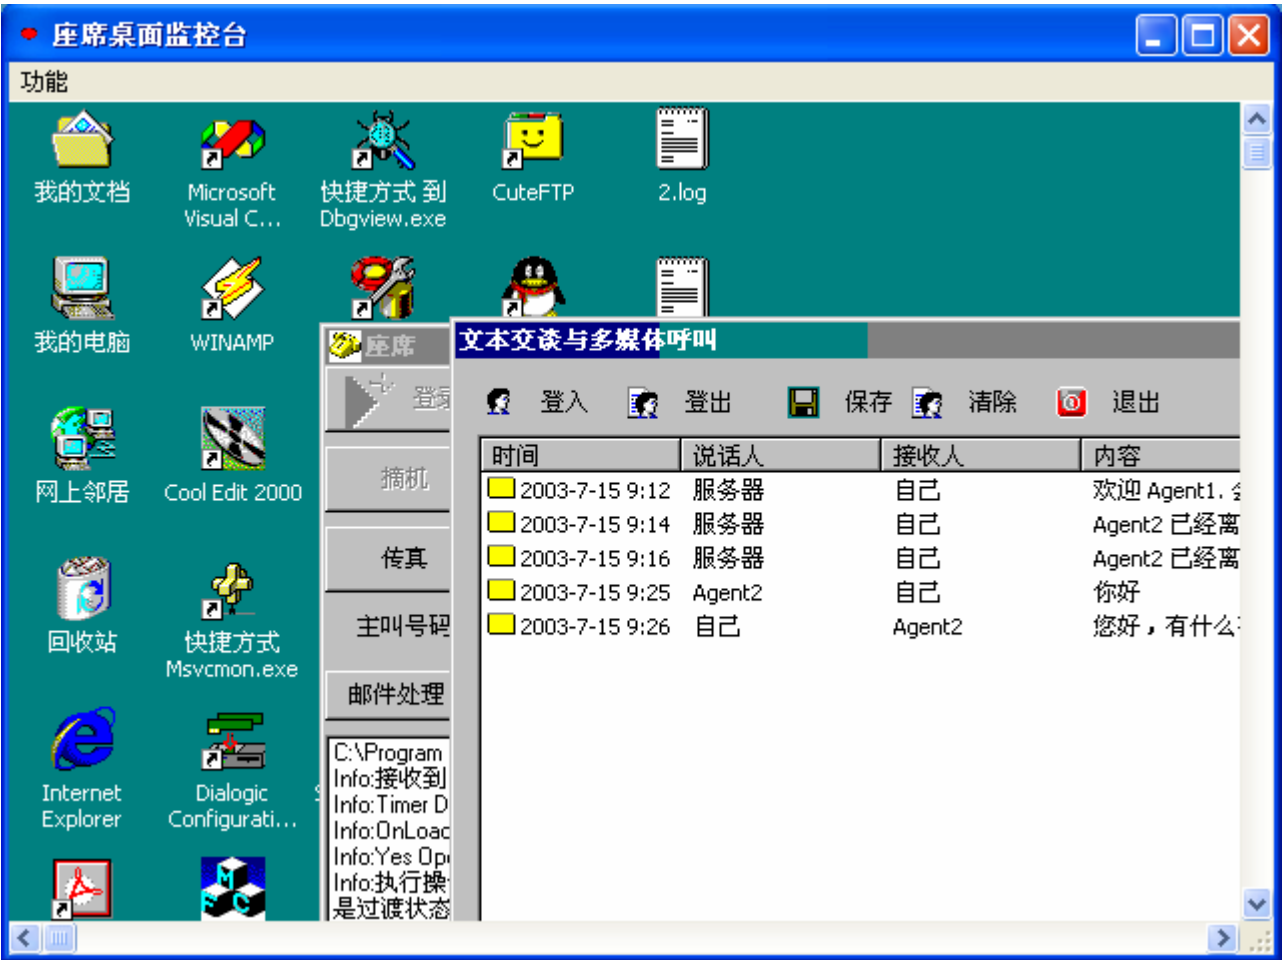 座席桌面监控台
功能
我的文档
Microsoft
Visual C...
快捷方式 到
Dbgview.exe
CuteFTP
2.log
我的电脑
WINAMP
网上邻居
Cool Edit 2000
回收站
快捷方式
Msvcmon.exe
Internet
Explorer
Dialogic
Configurati...
座席
登录
摘机
传真
主叫号码
邮件处理
C:\Program
Info:接收到
Info:Timer D
Info:OnLoad
Info:Yes Ope
Info:执行操
是过渡状态
文本交谈与多媒体呼叫
登入 登出 保存 清除 退出
时间 说话人 接收人 内容
2003-7-15 9:12 服务器 自己 欢迎 Agent1.
2003-7-15 9:14 服务器 自己 Agent2 已经离
2003-7-15 9:16 服务器 自己 Agent2 已经离
2003-7-15 9:25 Agent2 自己 你好
2003-7-15 9:26 自己 Agent2 您好，有什么